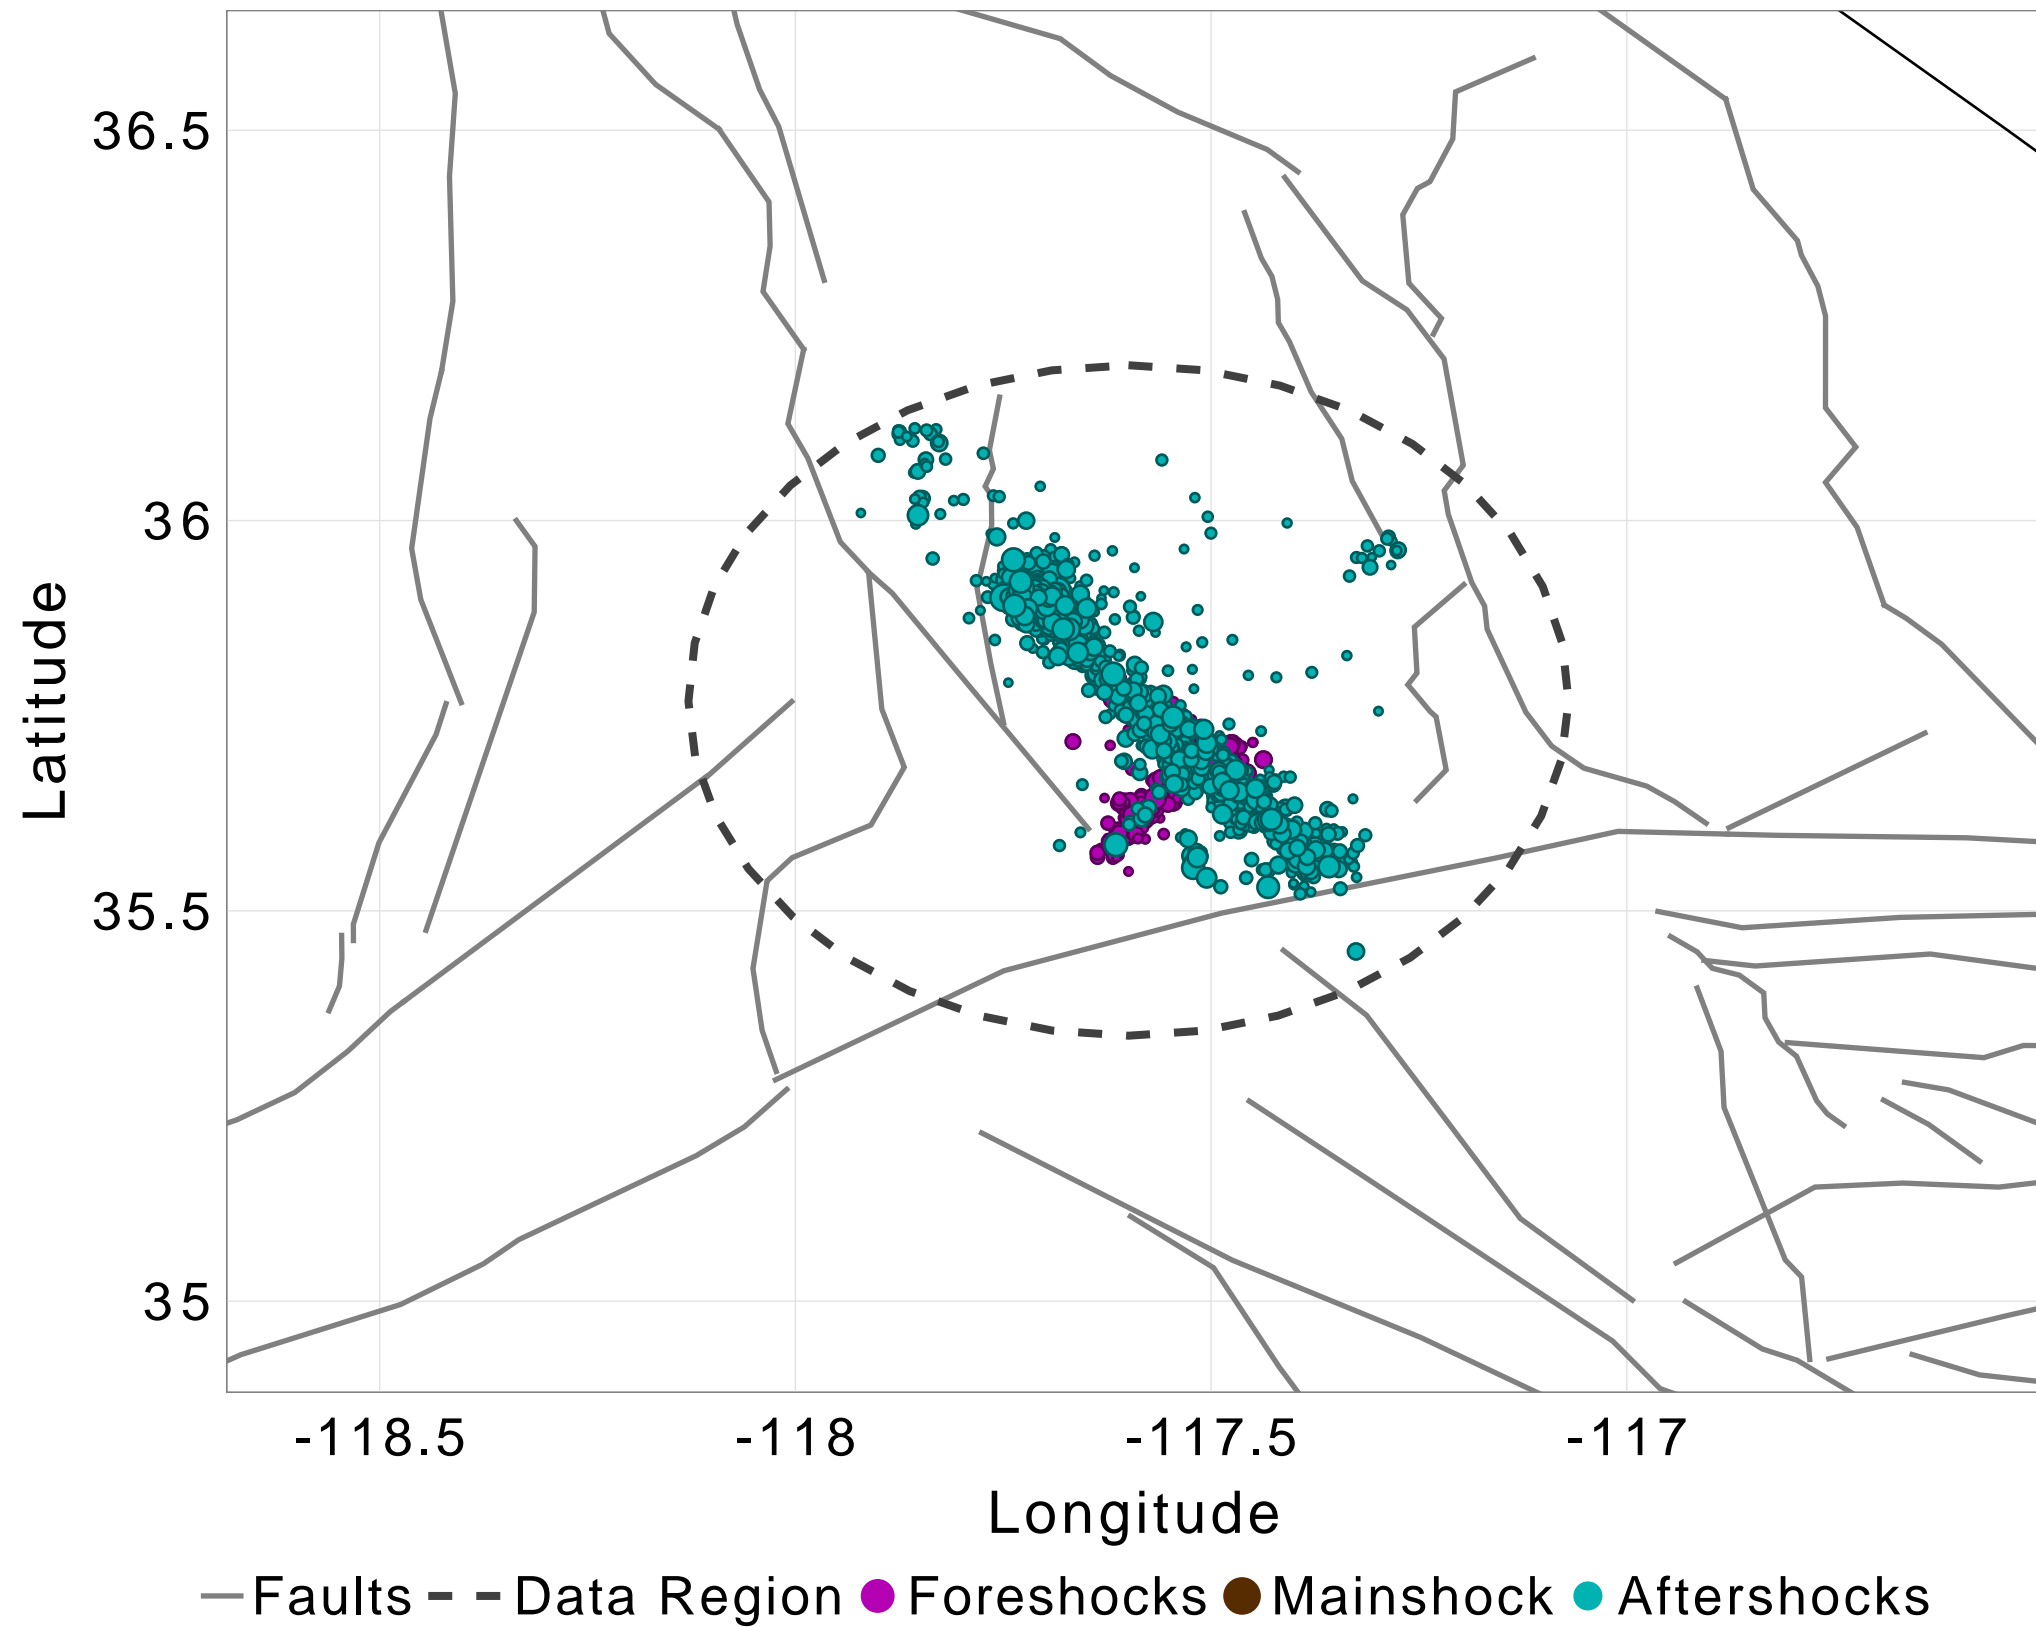 36.5
36
35.5
35
Latitude
-118.5 -118 -117.5 -117
Longitude
Faults Data Region Foreshocks Mainshock Aftershocks